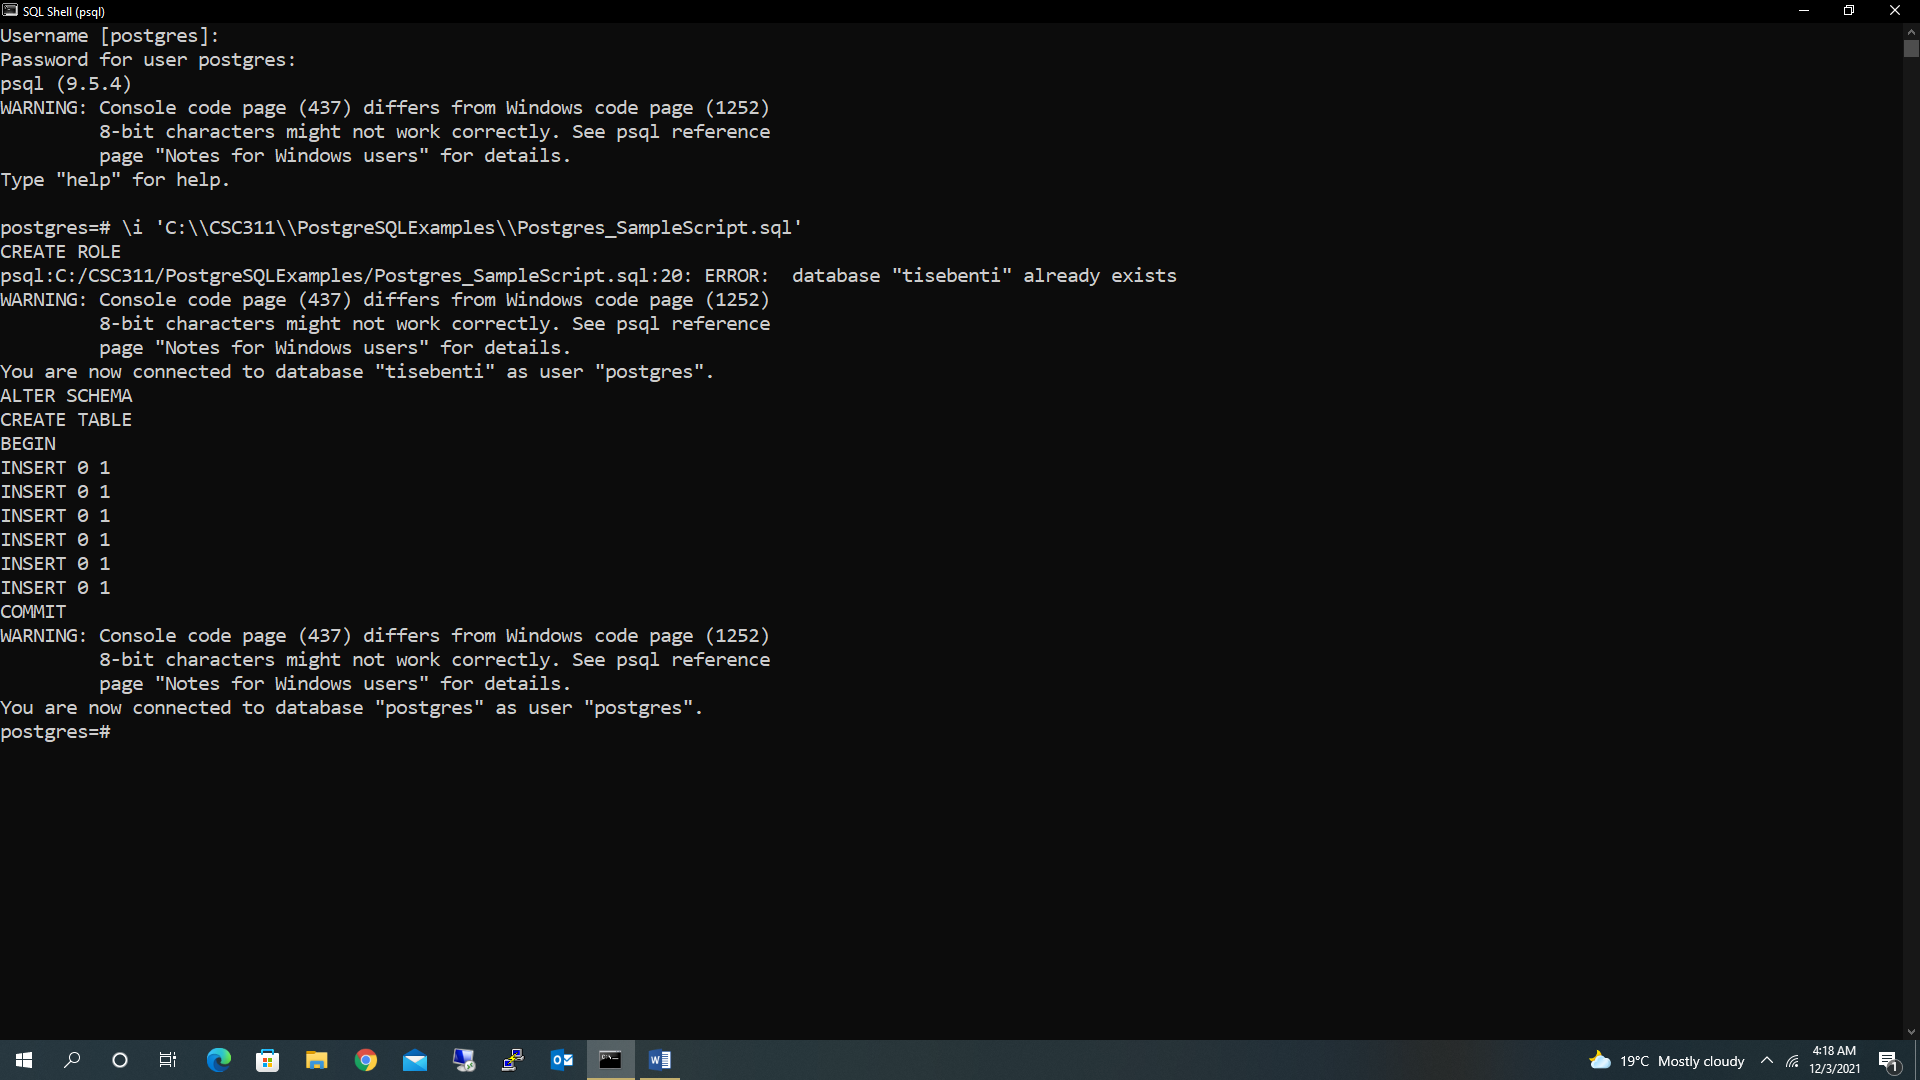 SQL Shell (psql)
Username [postgres]:
Password for user postgres:
psql (9.5.4)
WARNING: Console code page (437) differs from Windows code page (1252)
         8-bit characters might not work correctly. See psql reference
         page "Notes for Windows users" for details.
Type "help" for help.

postgres=# \i 'C:\\CSC311\\PostgreSQLExamples\\Postgres_SampleScript.sql'
CREATE ROLE
psql:C:/CSC311/PostgreSQLExamples/Postgres_SampleScript.sql:20: ERROR:  database "tisebenti" already exists
WARNING: Console code page (437) differs from Windows code page (1252)
         8-bit characters might not work correctly. See psql reference
         page "Notes for Windows users" for details.
You are now connected to database "tisebenti" as user "postgres".
ALTER SCHEMA
CREATE TABLE
BEGIN
INSERT 0 1
INSERT 0 1
INSERT 0 1
INSERT 0 1
INSERT 0 1
INSERT 0 1
COMMIT
WARNING: Console code page (437) differs from Windows code page (1252)
         8-bit characters might not work correctly. See psql reference
         page "Notes for Windows users" for details.
You are now connected to database "postgres" as user "postgres".
postgres=#
19°C Mostly cloudy
4:18 AM
12/3/2021
1